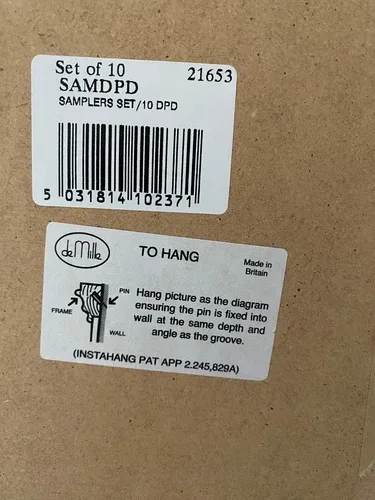 Set of 10 21653
SAMDPD
SAMPLERS SET/10 DPD
5 031814 102371
deMille
TO HANG
Made in
Britain
PIN
FRAME
WALL
Hang picture as the diagram
ensuring the pin is fixed into
wall at the same depth and
angle as the groove.
(INSTAHANG PAT APP 2.245,829A)